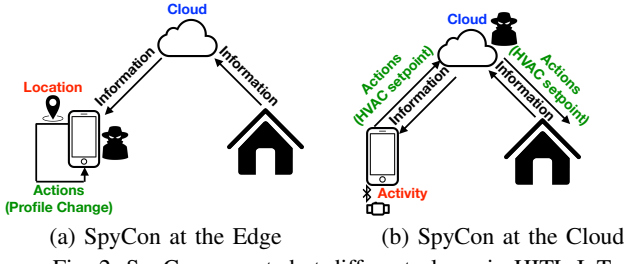 Cloud
Information
Information
Location
Actions
(Profile Change)
(a) SpyCon at the Edge
Cloud
Actions
(HVAC setpoint)
Information
Actions
(HVAC setpoint)
Information
Activity
(b) SpyCon at the Cloud